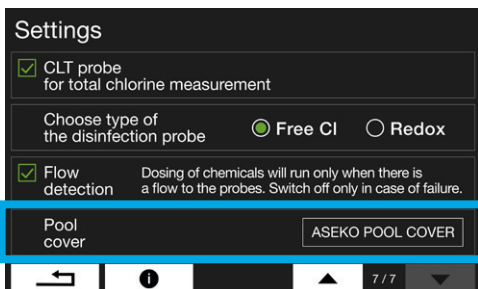 Settings
CLT probe
for total chlorine measurement
Choose type of
the disinfection probe
Free Cl
Redox
Flow
detection
Dosing of chemicals will run only when there is
a flow to the probes. Switch off only in case of failure.
Pool
cover
ASEKO POOL COVER
7/7